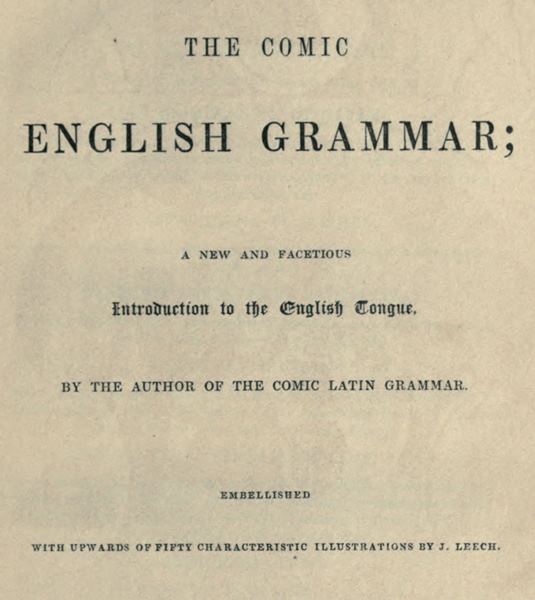 THE COMIC
ENGLISH GRAMMAR;
A NEW AND FACETIOUS
Introduction to the English Tongue.
BY THE AUTHOR OF THE COMIC LATIN GRAMMAR.
EMBELLISHED
WITH UPWARDS OF FIFTY CHARACTERISTIC ILLUSTRATIONS BY J. LEECH.